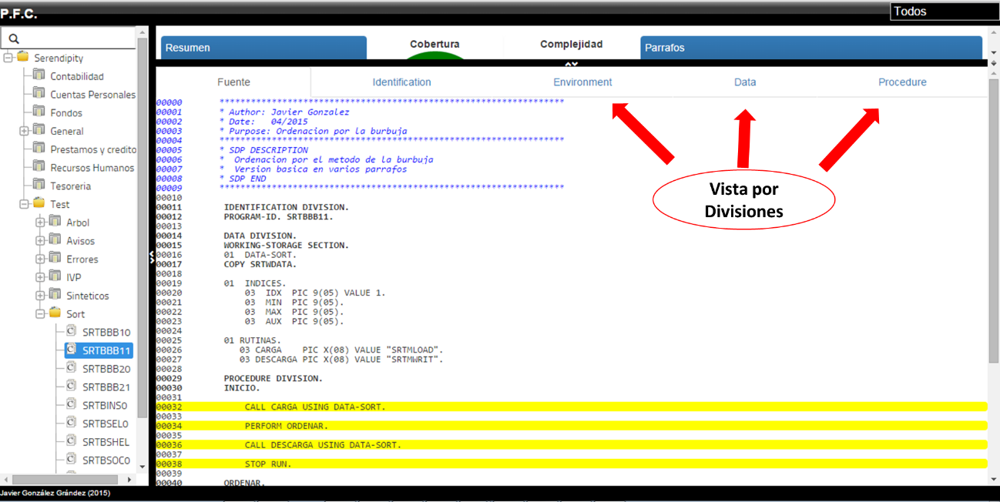 P.F.C.
Todos
Serendipity
Contabilidad
Cuentas Personales
Fondos
General
Prestamos y credito
Recursos Humanos
Tesoreria
Test
Arbol
Avisos
Errores
IVP
Sinteticos
Sort
SRTBBB10
SRTBBB11
SRTBBB20
SRTBBB21
SRTBINS0
SRTBSEL0
SRTBSHEL
SRTBSOC0
Resumen
Cobertura
Complejidad
Parrafos
Fuente Identification Environment Data Procedure
00000 ******************************************************************
00001 * Author: Javier Gonzalez
00002 * Date: 04/2015
00003 * Purpose: Ordenacion por la burbuja
00004 ******************************************************************
00005 * SDP DESCRIPTION
00006 * Ordenacion por el metodo de la burbuja
00007 * Version basica en varios parrafos
00008 * SDP END
00009 ******************************************************************
00010
00011 IDENTIFICATION DIVISION.
00012 PROGRAM-ID. SRTBBB11.
00013
00014 DATA DIVISION.
00015 WORKING-STORAGE SECTION.
00016 01 DATA-SORT.
00017 COPY SRTWDATA.
00018
00019 01 INDICES.
00020 03 IDX PIC 9(05) VALUE 1.
00021 03 MIN PIC 9(05).
00022 03 MAX PIC 9(05).
00023 03 AUX PIC 9(05).
00024
00025 01 RUTINAS.
00026 03 CARGA PIC X(08) VALUE "SRTMLOAD".
00027 03 DESCARGA PIC X(08) VALUE "SRTMWRIT".
00028
00029 PROCEDURE DIVISION.
00030 INICIO.
00031
00032 CALL CARGA USING DATA-SORT.
00033
00034 PERFORM ORDENAR.
00035
00036 CALL DESCARGA USING DATA-SORT.
00037
00038 STOP RUN.
00039
00040 ORDENAR.
Vista por
Divisiones
Javier González Grández (2015)